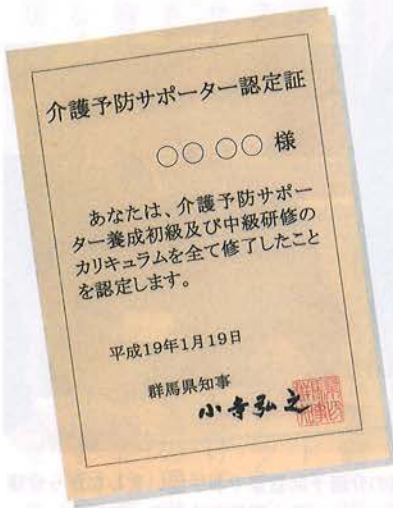 介護予防サポーター認定証
○○ ○○ 様
あなたは、介護予防サポー
ター養成初級及び中級研修の
カリキュラムを全て修了したこと
を認定します。
平成19年1月19日
群馬県知事
小寺弘之